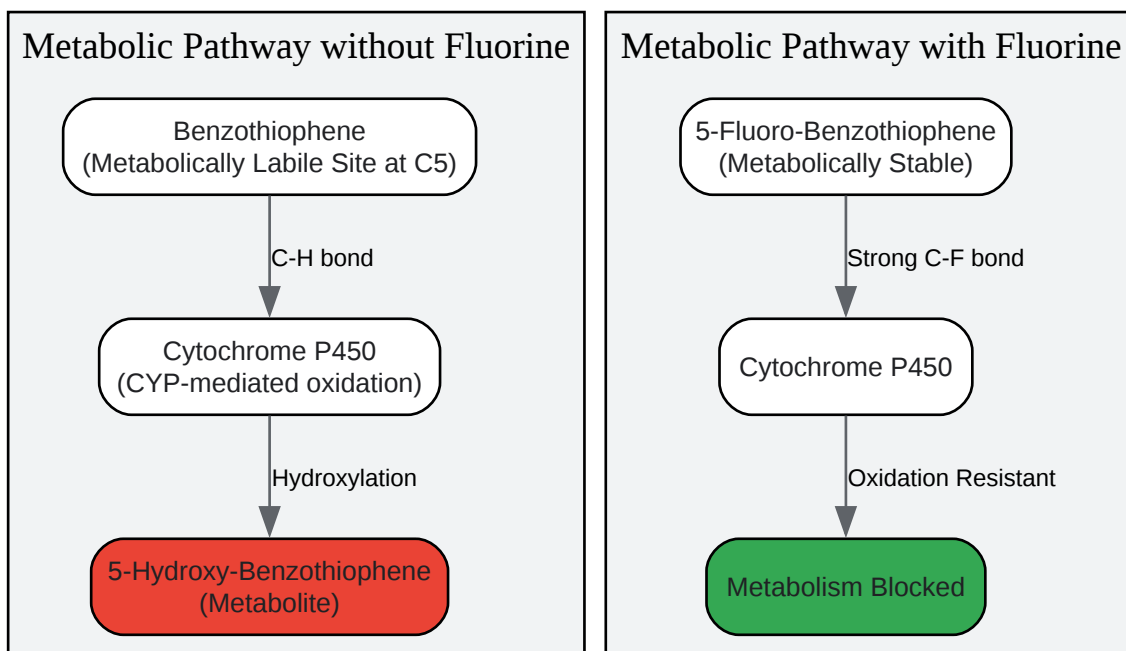 Metabolic Pathway without Fluorine
Benzothiophene
(Metabolically Labile Site at C5)
C-H bond
Cytochrome P450
(CYP-mediated oxidation)
Hydroxylation
5-Hydroxy-Benzothiophene
(Metabolite)
Metabolic Pathway with Fluorine
5-Fluoro-Benzothiophene
(Metabolically Stable)
Strong C-F bond
Cytochrome P450
Oxidation Resistant
Metabolism Blocked